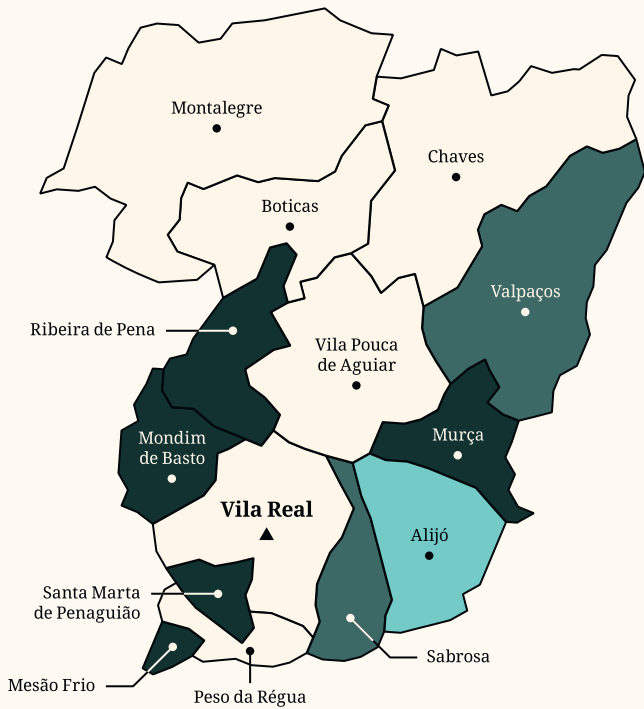 Montalegre
Chaves
Boticas
Valpaços
Ribeira de Pena
Vila Pouca
de Aguiar
Mondim
de Basto
Murça
Vila Real
Alijó
Santa Marta
de Penaguião
Sabrosa
Mesão Frio
Peso da Régua